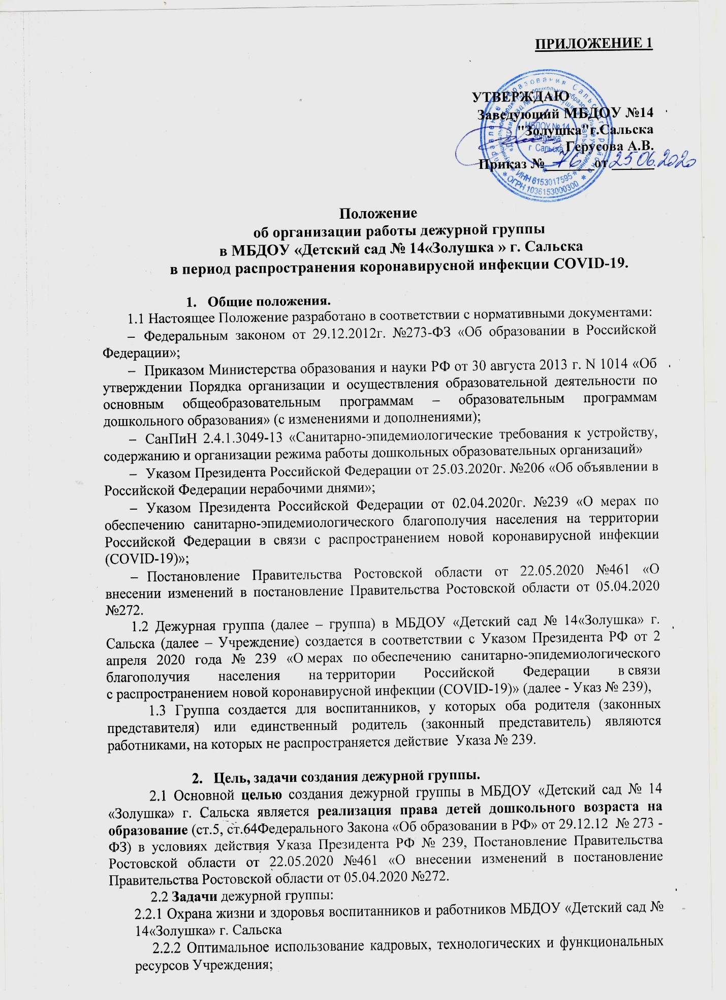 ПРИЛОЖЕНИЕ 1
УТВЕРЖДАЮ
Заведующий МБДОУ №14
"Золушка"г.Сальска
Герусова А.В.
Приказ № 76 от 25.06.2020
МБДОУ № 14
"Золушка"
г Сальска
* ИНН 6153017595 *
* ОГРН 1036153000300 *
Положение
об организации работы дежурной группы
в МБДОУ «Детский сад № 14«Золушка » г. Сальска
в период распространения коронавирусной инфекции COVID-19.
1. Общие положения.
1.1 Настоящее Положение разработано в соответствии с нормативными документами:
– Федеральным законом от 29.12.2012г. №273-ФЗ «Об образовании в Российской
Федерации»;
– Приказом Министерства образования и науки РФ от 30 августа 2013 г. N 1014 «Об
утверждении Порядка организации и осуществления образовательной деятельности по
основным общеобразовательным программам – образовательным программам
дошкольного образования» (с изменениями и дополнениями);
– СанПиН 2.4.1.3049-13 «Санитарно-эпидемиологические требования к устройству,
содержанию и организации режима работы дошкольных образовательных организаций»
– Указом Президента Российской Федерации от 25.03.2020г. №206 «Об объявлении в
Российской Федерации нерабочими днями»;
– Указом Президента Российской Федерации от 02.04.2020г. №239 «О мерах по
обеспечению санитарно-эпидемиологического благополучия населения на территории
Российской Федерации в связи с распространением новой коронавирусной инфекции
(COVID-19)»;
– Постановление Правительства Ростовской области от 22.05.2020 №461 «О
внесении изменений в постановление Правительства Ростовской области от 05.04.2020
№272.
1.2 Дежурная группа (далее – группа) в МБДОУ «Детский сад № 14«Золушка» г.
Сальска (далее – Учреждение) создается в соответствии с Указом Президента РФ от 2
апреля 2020 года № 239 «О мерах по обеспечению санитарно-эпидемиологического
благополучия населения на территории Российской Федерации в связи
с распространением новой коронавирусной инфекции (COVID-19)» (далее - Указ № 239),
1.3 Группа создается для воспитанников, у которых оба родителя (законных
представителя) или единственный родитель (законный представитель) являются
работниками, на которых не распространяется действие Указа № 239.
2. Цель, задачи создания дежурной группы.
2.1 Основной целью создания дежурной группы в МБДОУ «Детский сад № 14
«Золушка» г. Сальска является реализация права детей дошкольного возраста на
образование (ст.5, ст.64Федерального Закона «Об образовании в РФ» от 29.12.12 № 273 -
ФЗ) в условиях действия Указа Президента РФ № 239, Постановление Правительства
Ростовской области от 22.05.2020 №461 «О внесении изменений в постановление
Правительства Ростовской области от 05.04.2020 №272.
2.2 Задачи дежурной группы:
2.2.1 Охрана жизни и здоровья воспитанников и работников МБДОУ «Детский сад №
14«Золушка» г. Сальска
2.2.2 Оптимальное использование кадровых, технологических и функциональных
ресурсов Учреждения;